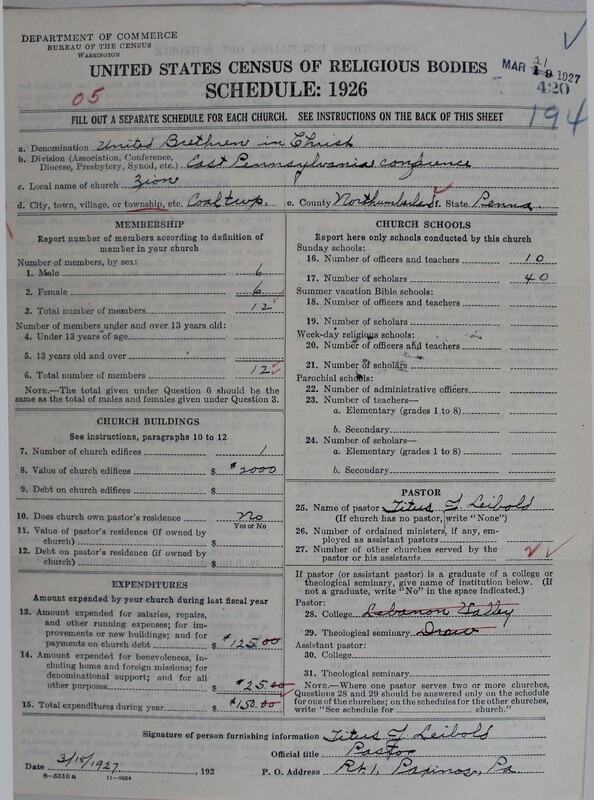 DEPARTMENT OF COMMERCE
BUREAU OF THE CENSUS
WASHINGTON
UNITED STATES CENSUS OF RELIGIOUS BODIES
SCHEDULE: 1926
MAR 21 1927
420
05
194
FILL OUT A SEPARATE SCHEDULE FOR EACH CHURCH. SEE INSTRUCTIONS ON THE BACK OF THIS SHEET
a. Denomination United Brethren in Christ
b. Division (Association, Conference, Diocese, Presbytery, Synod, etc.) East Pennsylvania conference
c. Local name of church Zion
d. City, town, village, or township, etc. Coal twp. e. County Northumberland f. State Penna.
MEMBERSHIP
Report number of members according to definition of
member in your church
Number of members, by sex:
1. Male 6
2. Female 6
3. Total number of members 12
Number of members under and over 13 years old:
4. Under 13 years of age
5. 13 years old and over
6. Total number of members 12
NOTE.—The total given under Question 6 should be
same as the total of males and females given under Question 3.
CHURCH BUILDINGS
See instructions, paragraphs 10 to 12
7. Number of church edifices 1
8. Value of church edifices $ $2000
9. Debt on church edifices $
10. Does church own pastor's residence No
Yes or No
11. Value of pastor's residence (if owned by
church) $
12. Debt on pastor's residence (if owned by
church) $
EXPENDITURES
Amount expended by your church during last fiscal year
13. Amount expended for salaries, repairs,
and other running expenses; for im-
provements or new buildings; and for
payments on church debt $ $125.00
14. Amount expended for benevolences, in-
cluding home and foreign missions; for
denominational support; and for all
other purposes $ $25.00
15. Total expenditures during year $ $150.00
CHURCH SCHOOLS
Report here only schools conducted by this church
Sunday schools:
16. Number of officers and teachers 10
17. Number of scholars 40
Summer vacation Bible schools:
18. Number of officers and teachers
19. Number of scholars
Week-day religious schools:
20. Number of officers and teachers
21. Number of scholars
Parochial schools:
22. Number of administrative officers
23. Number of teachers—
a. Elementary (grades 1 to 8)
b. Secondary
24. Number of scholars—
a. Elementary (grades 1 to 8)
b. Secondary
PASTOR
25. Name of pastor Titus L Leibold
(If church has no pastor, write "None")
26. Number of ordained ministers, if any, em-
ployed as assistant pastors
27. Number of other churches served by the
pastor or his assistants
If pastor (or assistant pastor) is a graduate of a college or
theological seminary, give name of institution below. (If
not a graduate, write "No" in the space indicated.)
Pastor:
28. College Lebanon Valley
29. Theological seminary Drew
Assistant pastor:
30. College
31. Theological seminary
NOTE.—Where one pastor serves two or more churches,
Questions 28 and 29 should be answered only on the schedule
for one of the churches; on the schedules for the other churches,
write "See schedule for church."
Signature of person furnishing information Titus L Leibold
Official title Pastor
Date 3/18/1927, 192 P. O. Address Rt. 1, Paxinos, Pa.
8—5510a 11—9034